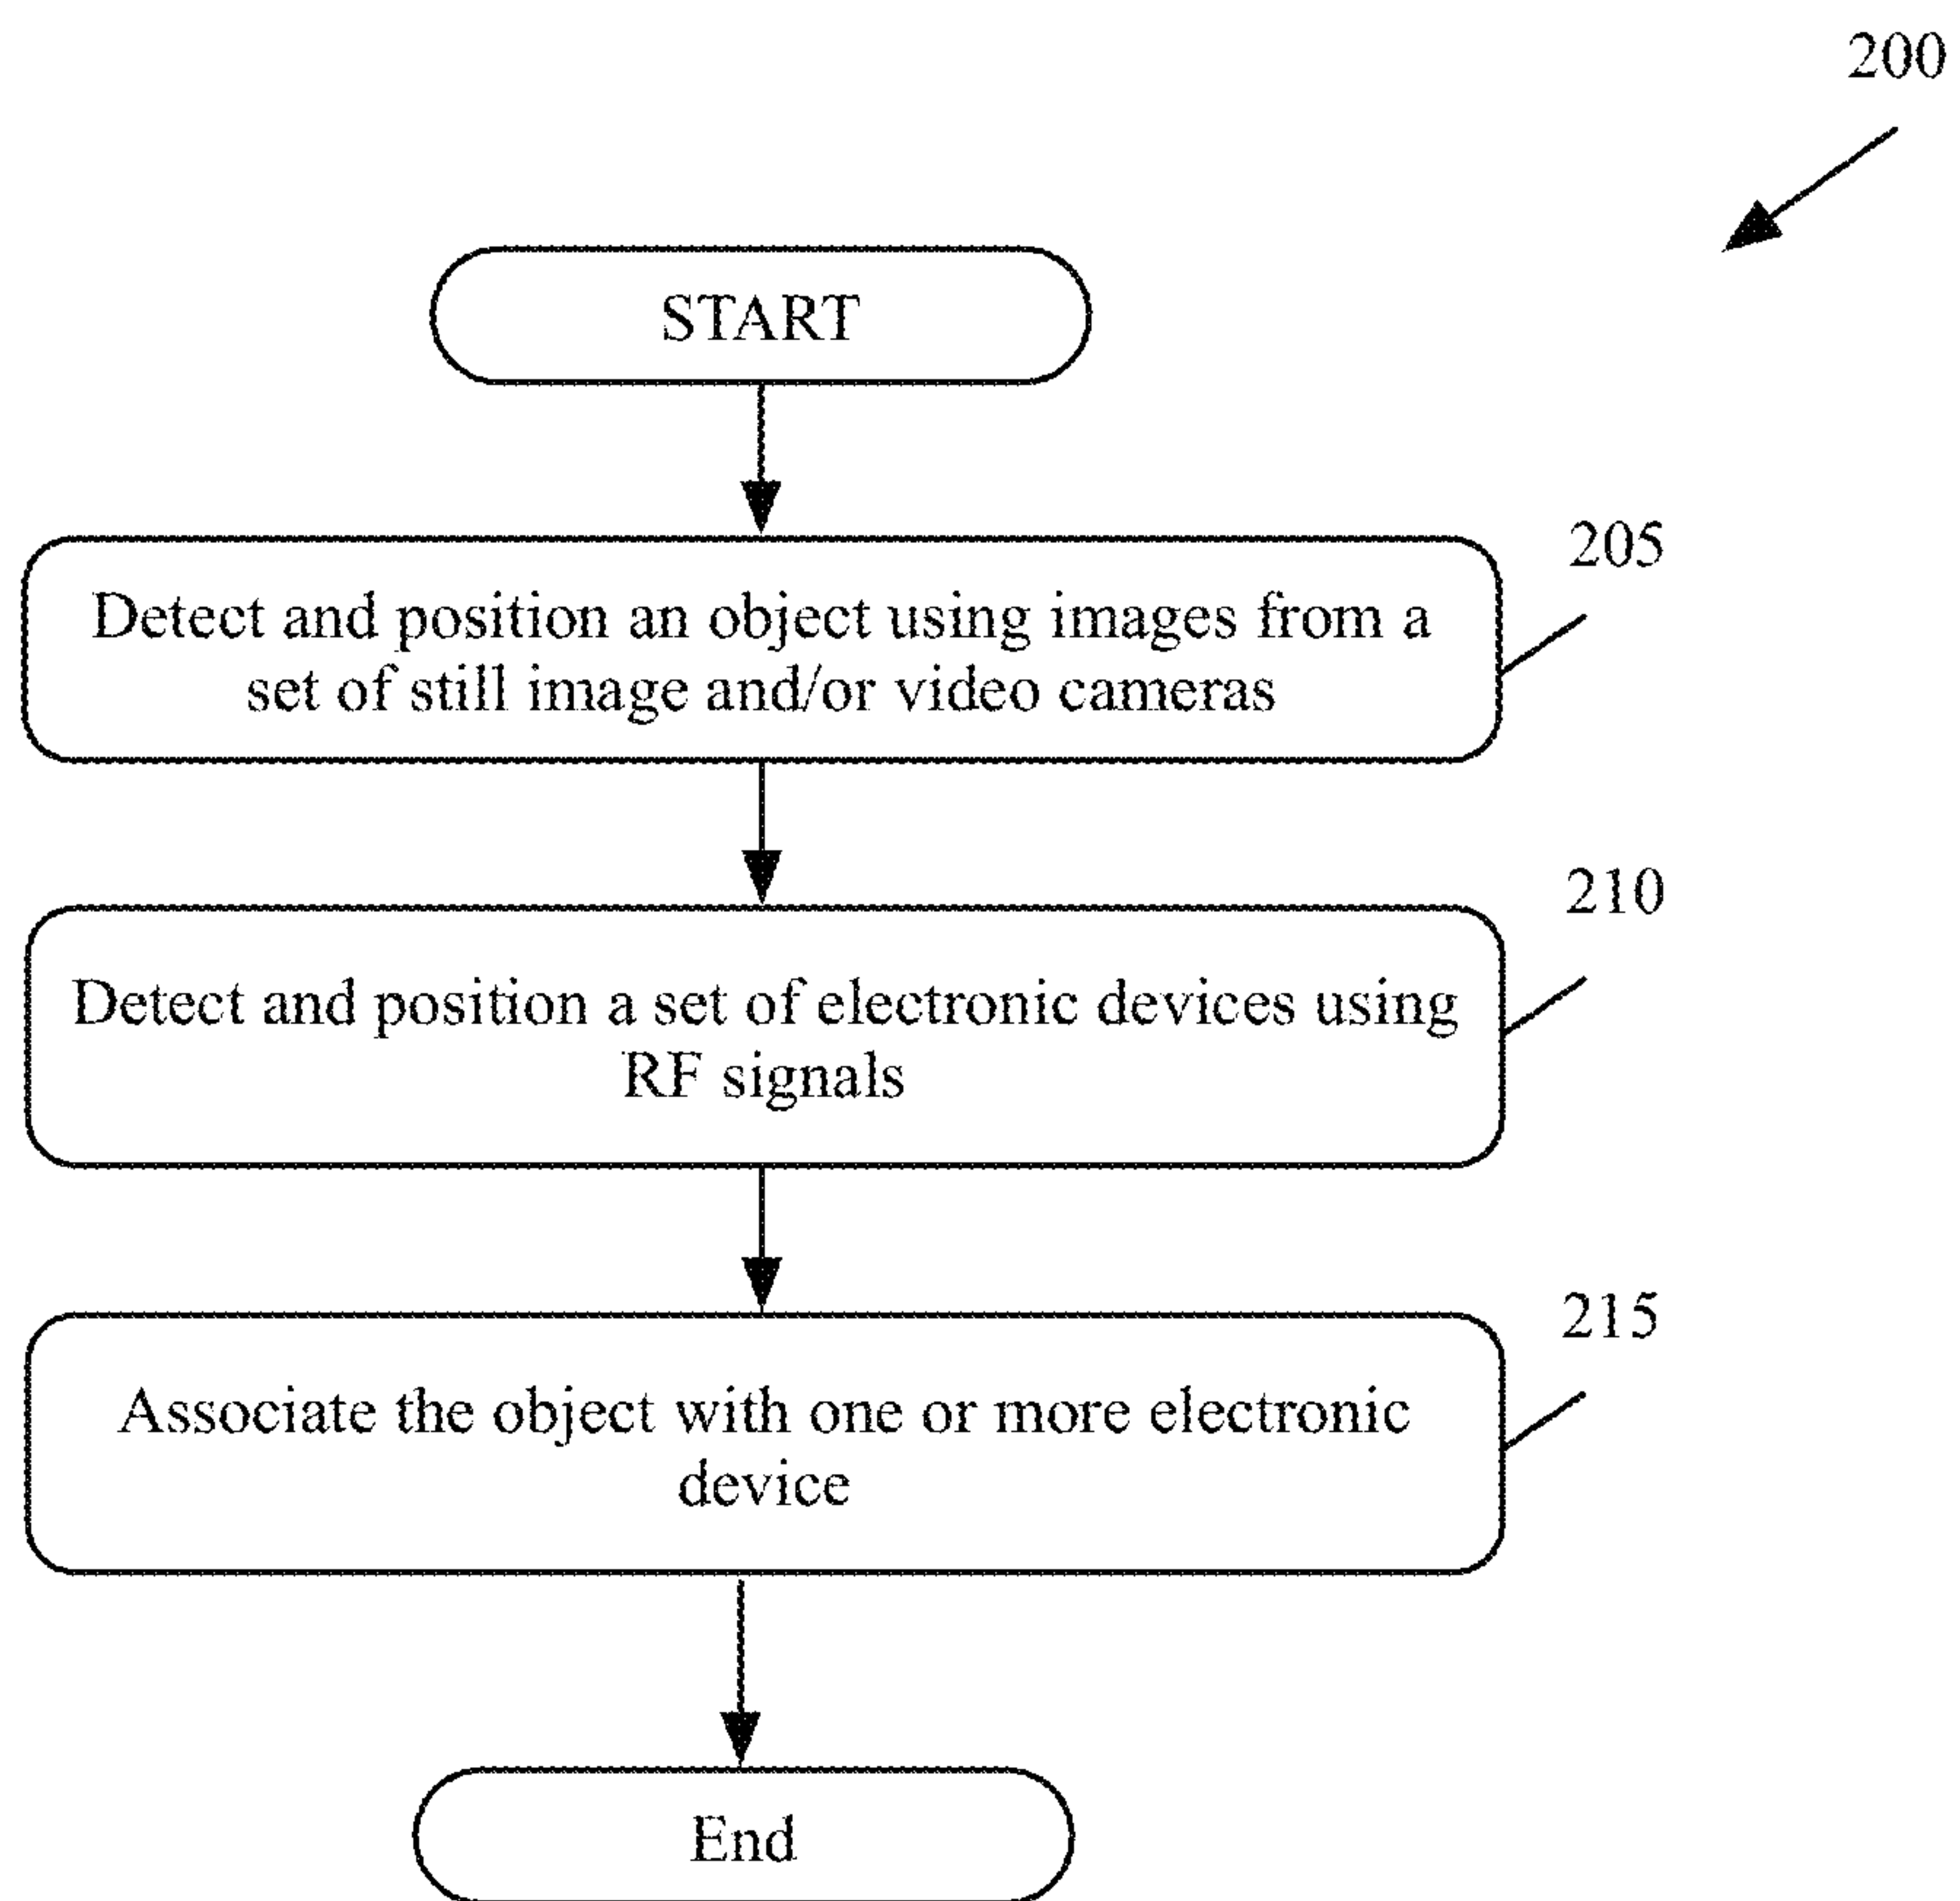 200
START
205
Detect and position an object using images from a
set of still image and/or video cameras
210
Detect and position a set of electronic devices using
RF signals
215
Associate the object with one or more electronic
device
End